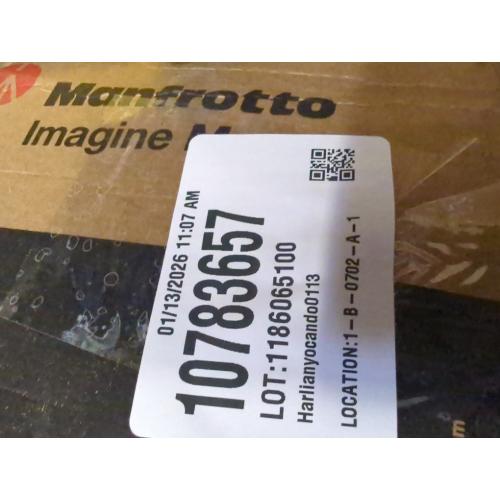 Manfrotto
Imagine
01/13/2026 11:07 AM
10783657
LOT:1186065100
Harlianyocando0113
LOCATION:1-B-0702-A-1